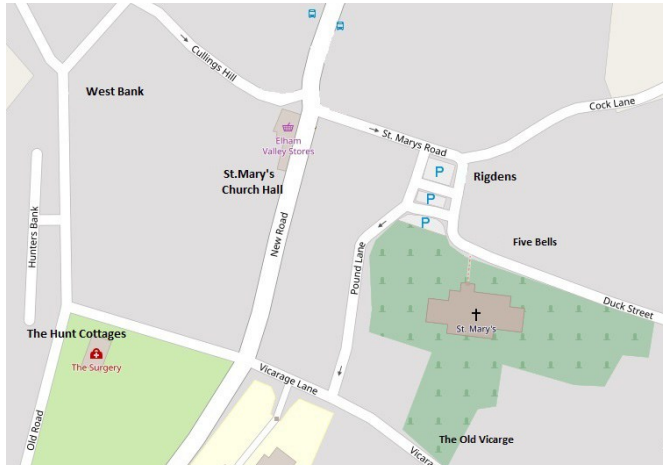 Cullings Hill
West Bank
Cock Lane
Elham
Valley Stores
St. Marys Road
P
St.Mary's
Church Hall
Rigdens
P
Hunters Bank
New Road
P
Five Bells
Pound Lane
Duck Street
St. Mary's
The Hunt Cottages
The Surgery
Vicarage Lane
Old Road
The Old Vicarge
Vicara